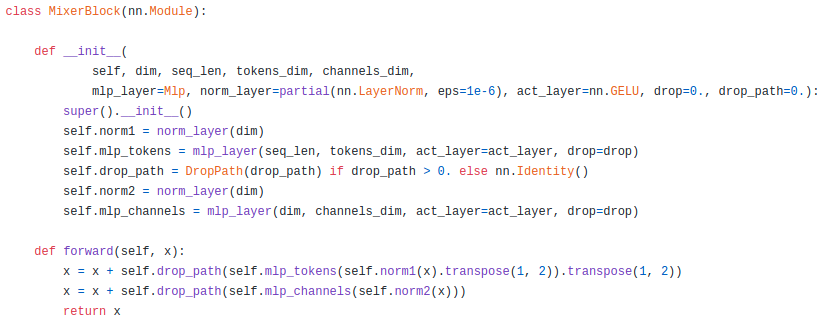 class MixerBlock(nn.Module):

    def __init__(
            self, dim, seq_len, tokens_dim, channels_dim,
            mlp_layer=Mlp, norm_layer=partial(nn.LayerNorm, eps=1e-6), act_layer=nn.GELU, drop=0., drop_path=0.):
        super().__init__()
        self.norm1 = norm_layer(dim)
        self.mlp_tokens = mlp_layer(seq_len, tokens_dim, act_layer=act_layer, drop=drop)
        self.drop_path = DropPath(drop_path) if drop_path > 0. else nn.Identity()
        self.norm2 = norm_layer(dim)
        self.mlp_channels = mlp_layer(dim, channels_dim, act_layer=act_layer, drop=drop)

    def forward(self, x):
        x = x + self.drop_path(self.mlp_tokens(self.norm1(x).transpose(1, 2)).transpose(1, 2))
        x = x + self.drop_path(self.mlp_channels(self.norm2(x)))
        return x